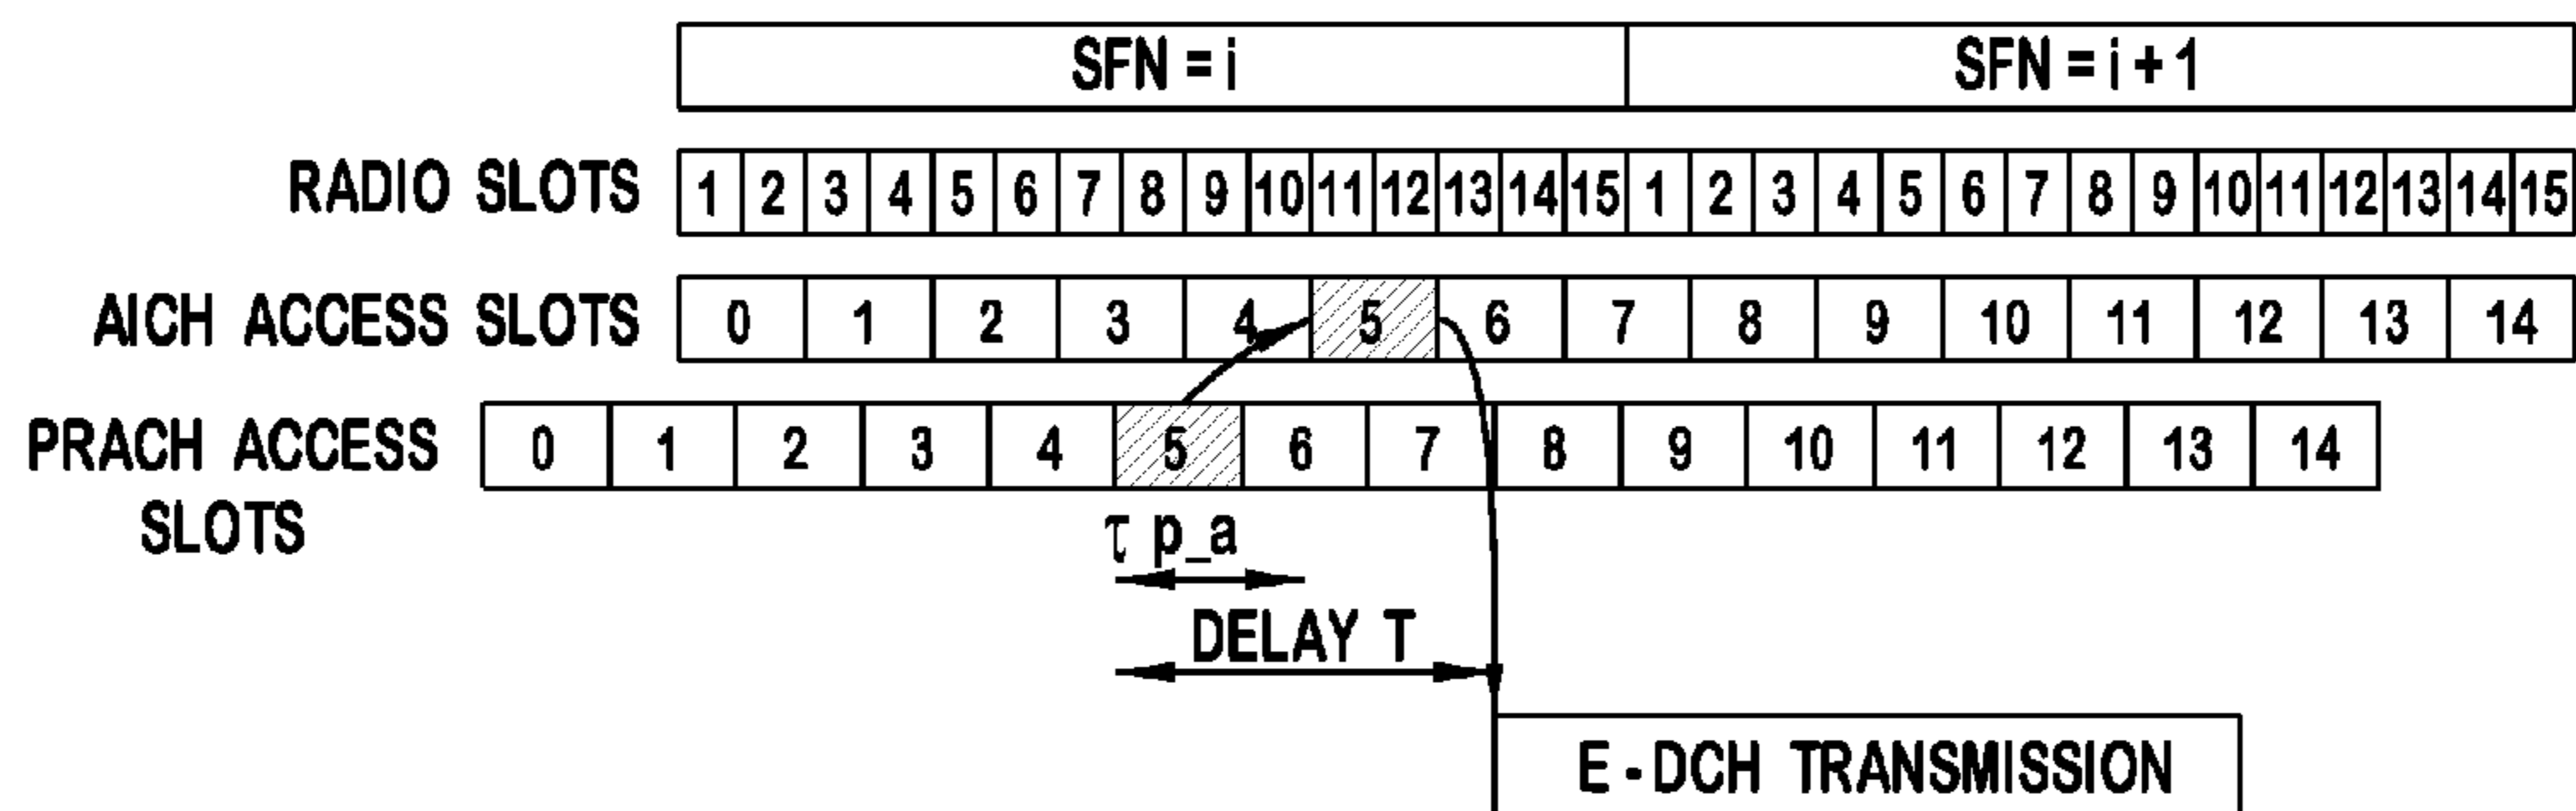 SFN = i SFN = i + 1
RADIO SLOTS 1 2 3 4 5 6 7 8 9 10 11 12 13 14 15 1 2 3 4 5 6 7 8 9 10 11 12 13 14 15
AICH ACCESS SLOTS 0 1 2 3 4 5 6 7 8 9 10 11 12 13 14
PRACH ACCESS 0 1 2 3 4 5 6 7 8 9 10 11 12 13 14
SLOTS
τ p_a
DELAY T
E - DCH TRANSMISSION